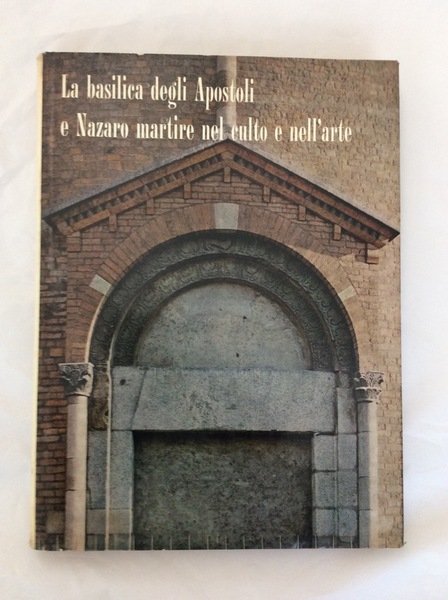 La basilica degli Apostoli
e Nazaro martire nel culto e nell'arte